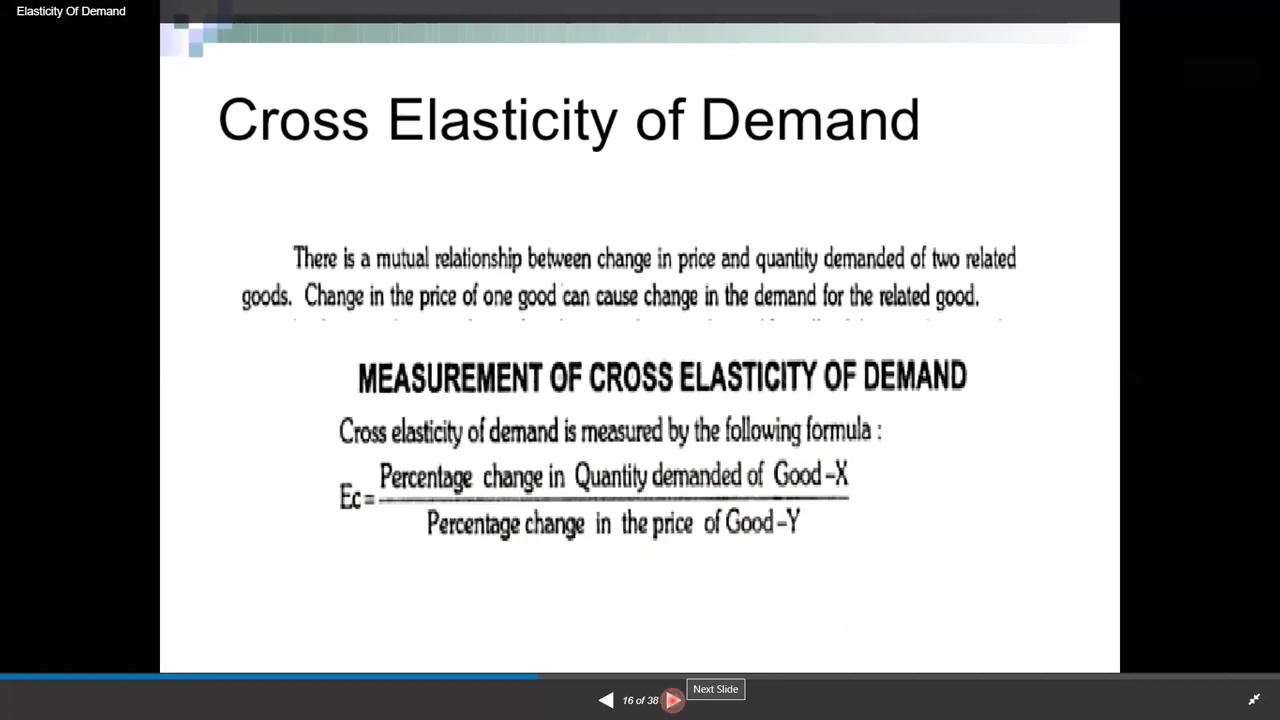 Elasticity Of Demand
Cross Elasticity of Demand
There is a mutual relationship between change in price and quantity demanded of two related
goods. Change in the price of one good can cause change in the demand for the related good.
MEASUREMENT OF CROSS ELASTICITY OF DEMAND
Cross elasticity of demand is measured by the following formula :
Percentage change in Quantity demanded of Good-X
Ec=
Percentage change in the price of Good-Y
16 of 38
Next Slide